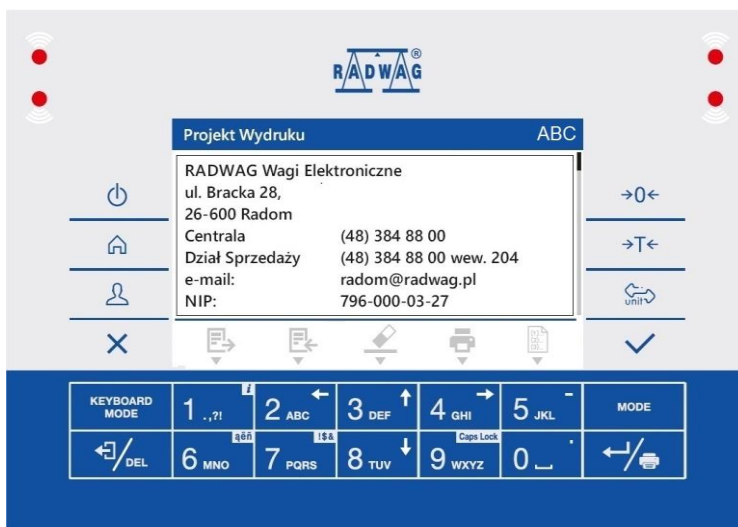 RADWAG®
Projekt Wydruku ABC
RADWAG Wagi Elektroniczne
ul. Bracka 28,
26-600 Radom
Centrala (48) 384 88 00
Dział Sprzedaży (48) 384 88 00 wew. 204
e-mail: radom@radwag.pl
NIP: 796-000-03-27
→0←
→T←
unit
KEYBOARD MODE
1 .,?! i
2 ABC
3 DEF
4 GHI
5 JKL -
MODE
/DEL
6 MNO ąëñ
7 PQRS !$&
8 TUV
9 WXYZ Caps Lock
0 .